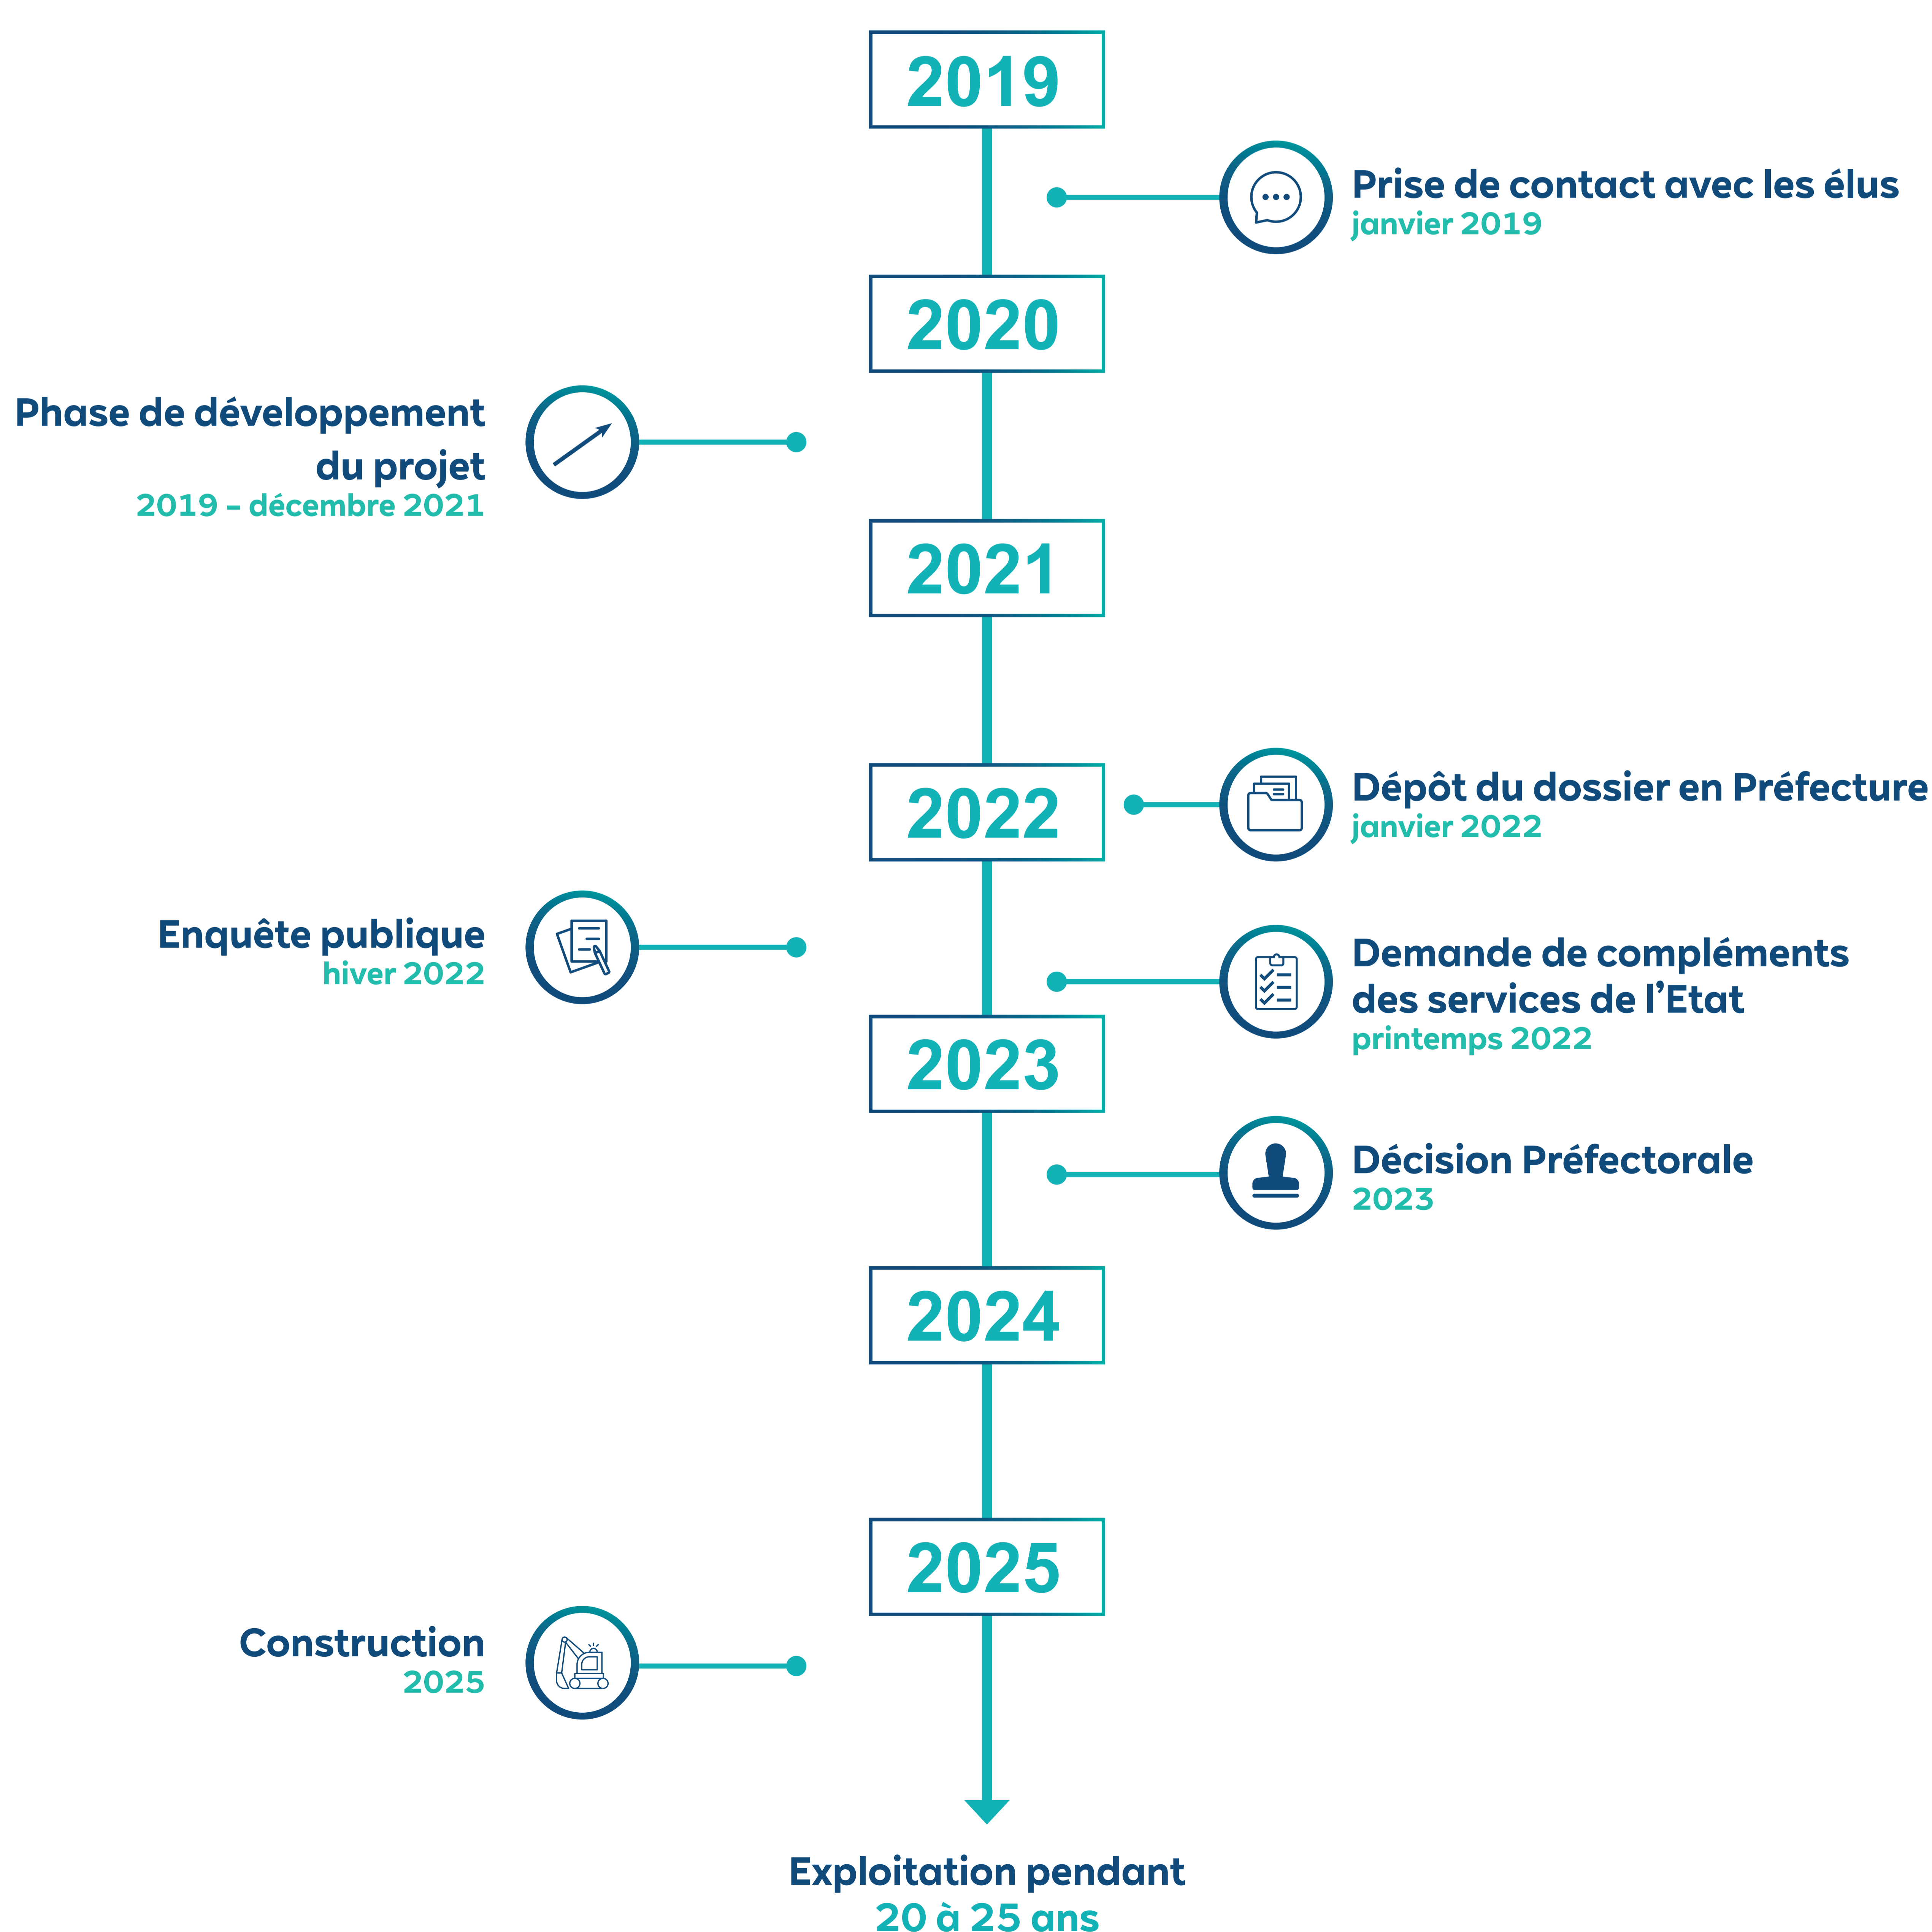 2019
Prise de contact avec les élus
janvier 2019
2020
Phase de développement
du projet
2019 – décembre 2021
2021
2022
Dépôt du dossier en Préfecture
janvier 2022
Enquête publique
hiver 2022
Demande de compléments
des services de l’Etat
printemps 2022
2023
Décision Préfectorale
2023
2024
2025
Construction
2025
Exploitation pendant
20 à 25 ans